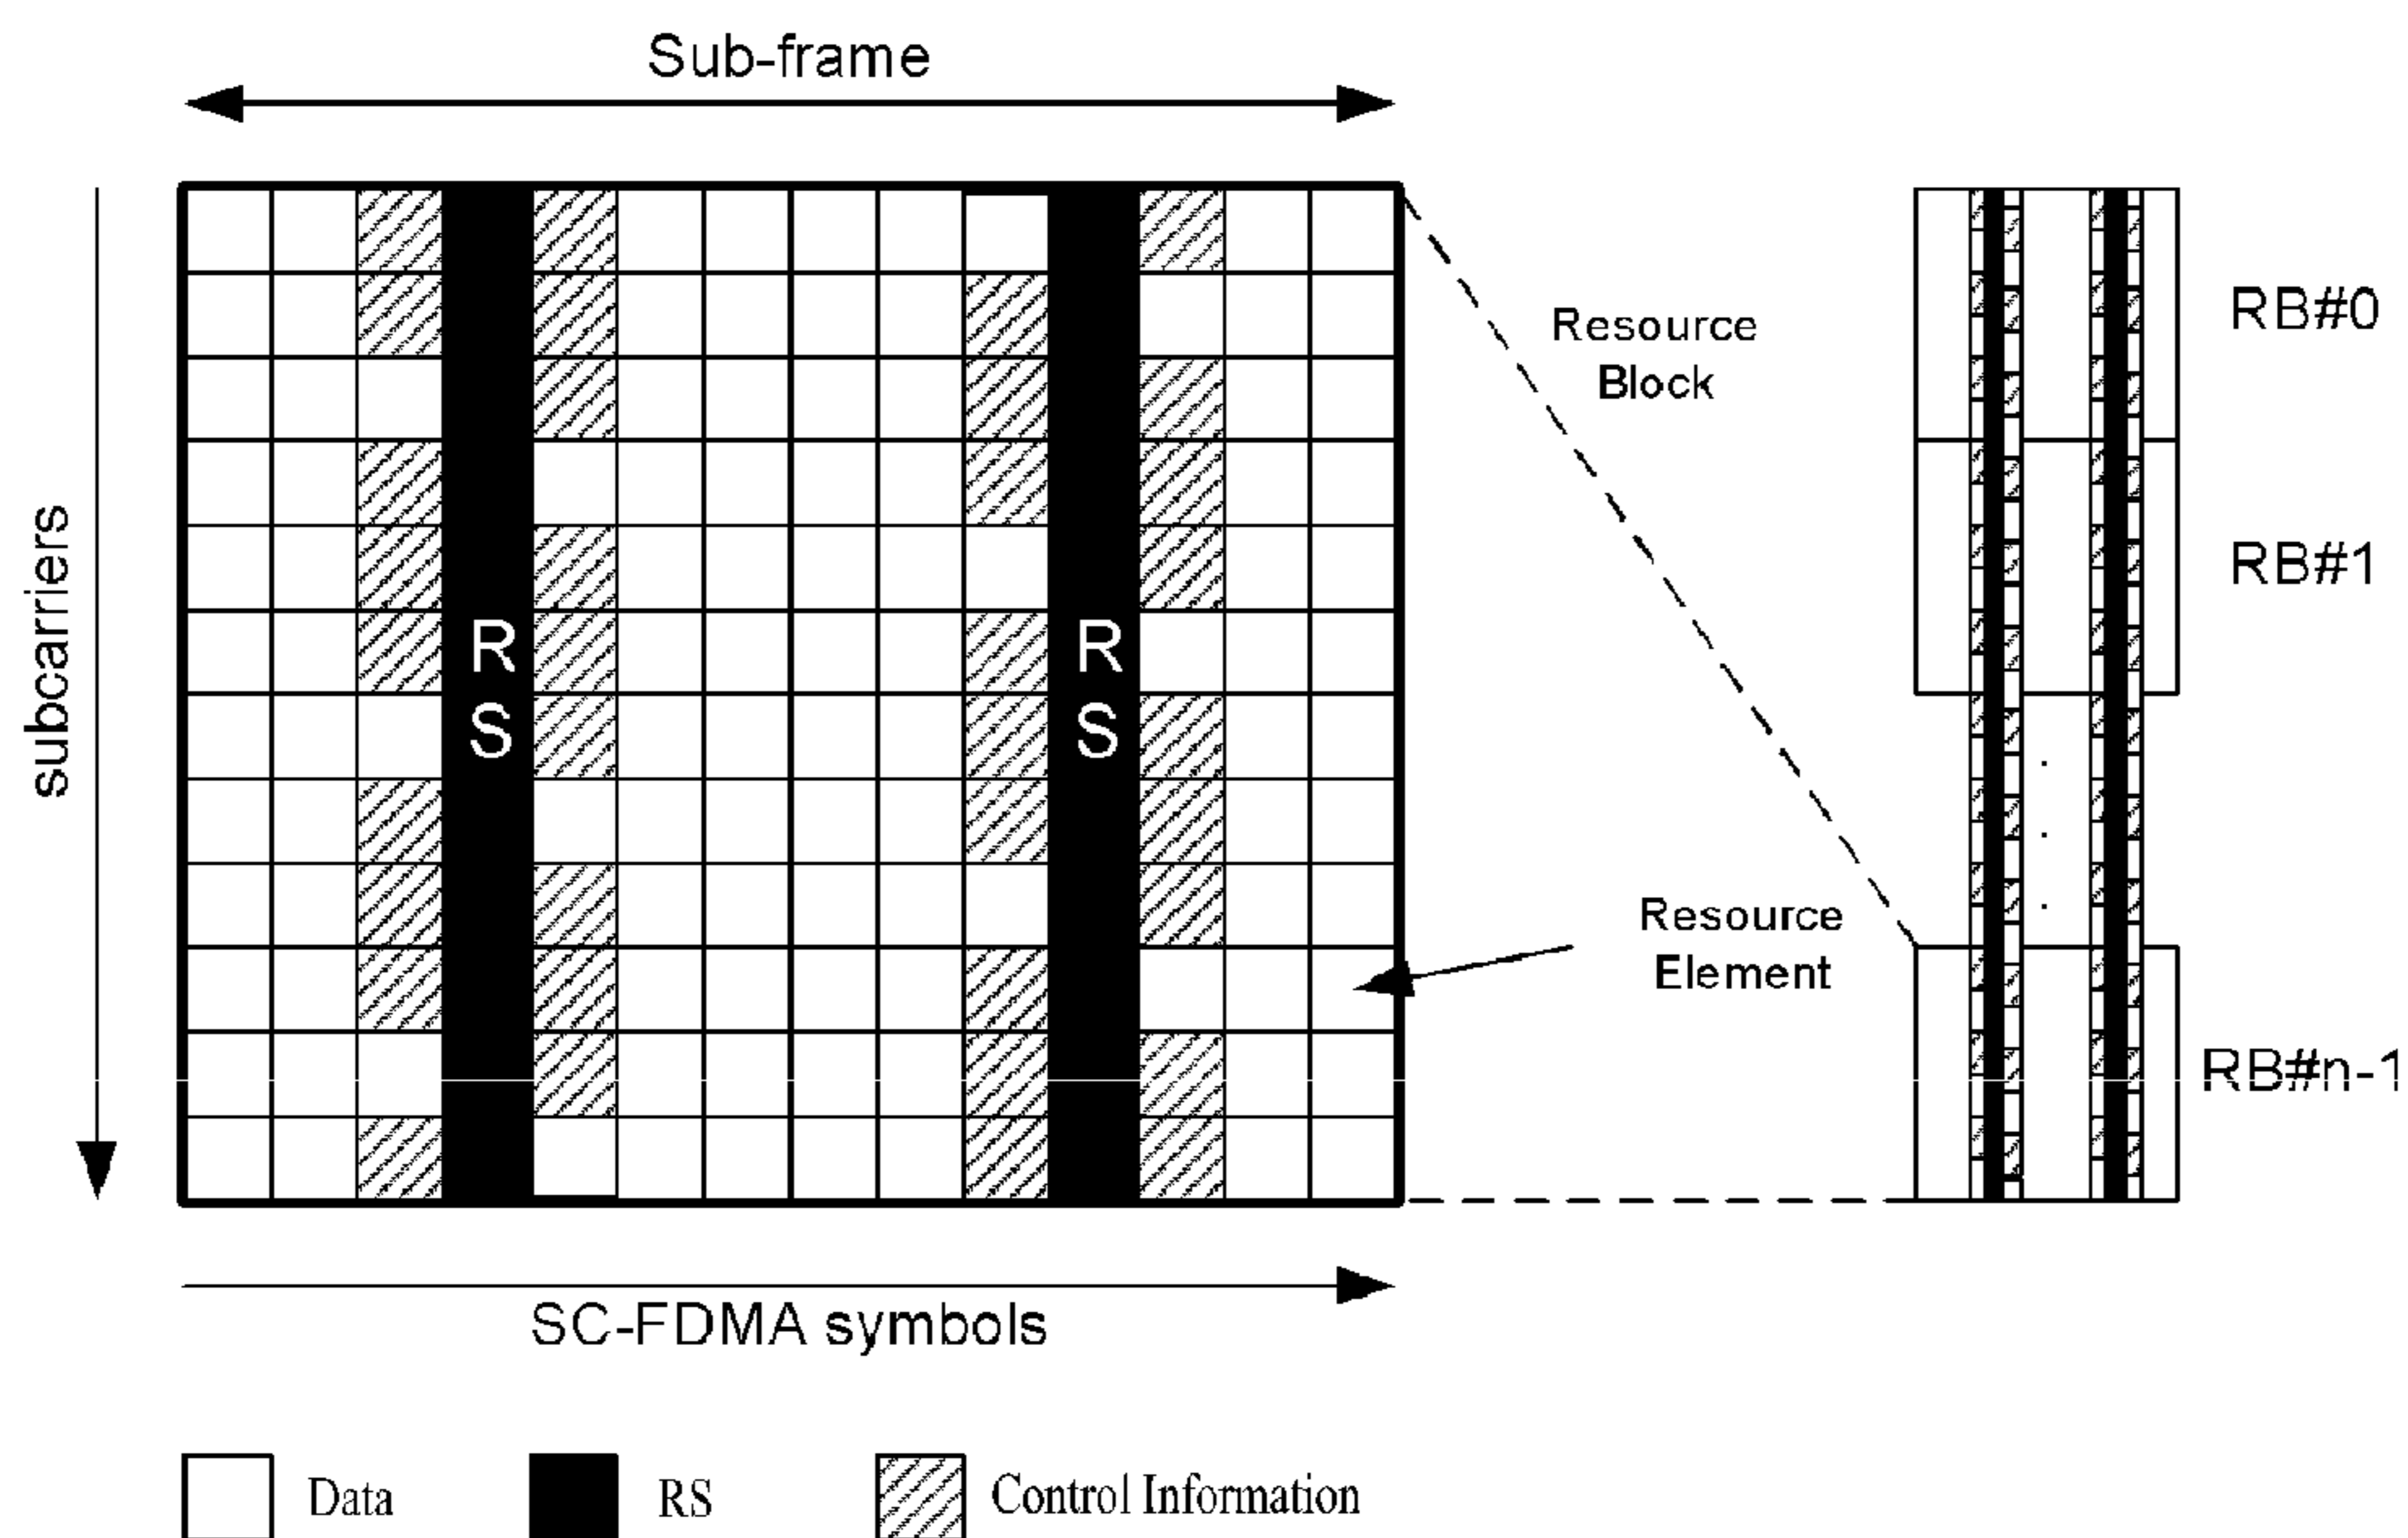 Sub-frame
subcarriers
R
S
R
S
Resource
Block
Resource
Element
RB#0
RB#1
.
.
.
RB#n-1
SC-FDMA symbols
Data
RS
Control Information